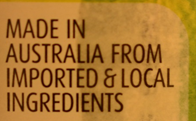 MADE IN
AUSTRALIA FROM
IMPORTED & LOCAL
INGREDIENTS